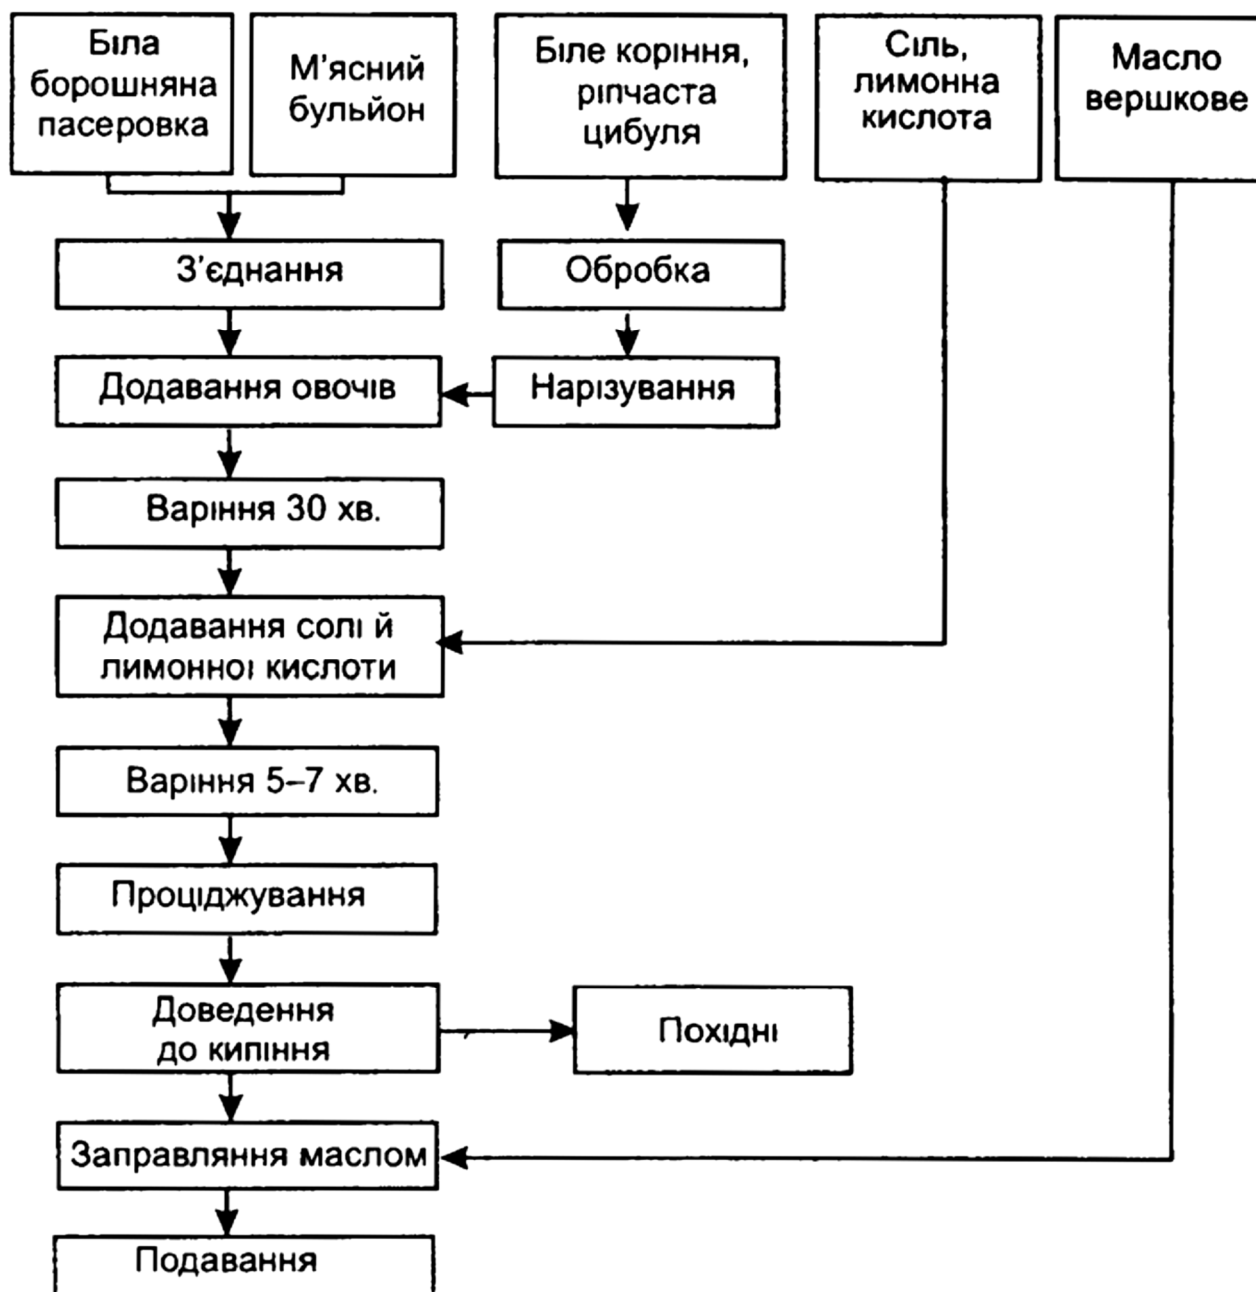 Біла
борошняна
пасеровка
М'ясний
бульйон
Біле коріння,
ріпчаста
цибуля
Сіль,
лимонна
кислота
Масло
вершкове
З'єднання
Обробка
Додавання овочів
Нарізування
Варіння 30 хв.
Додавання солі й
лимонної кислоти
Варіння 5–7 хв.
Проціджування
Доведення
до кипіння
Похідні
Заправляння маслом
Подавання